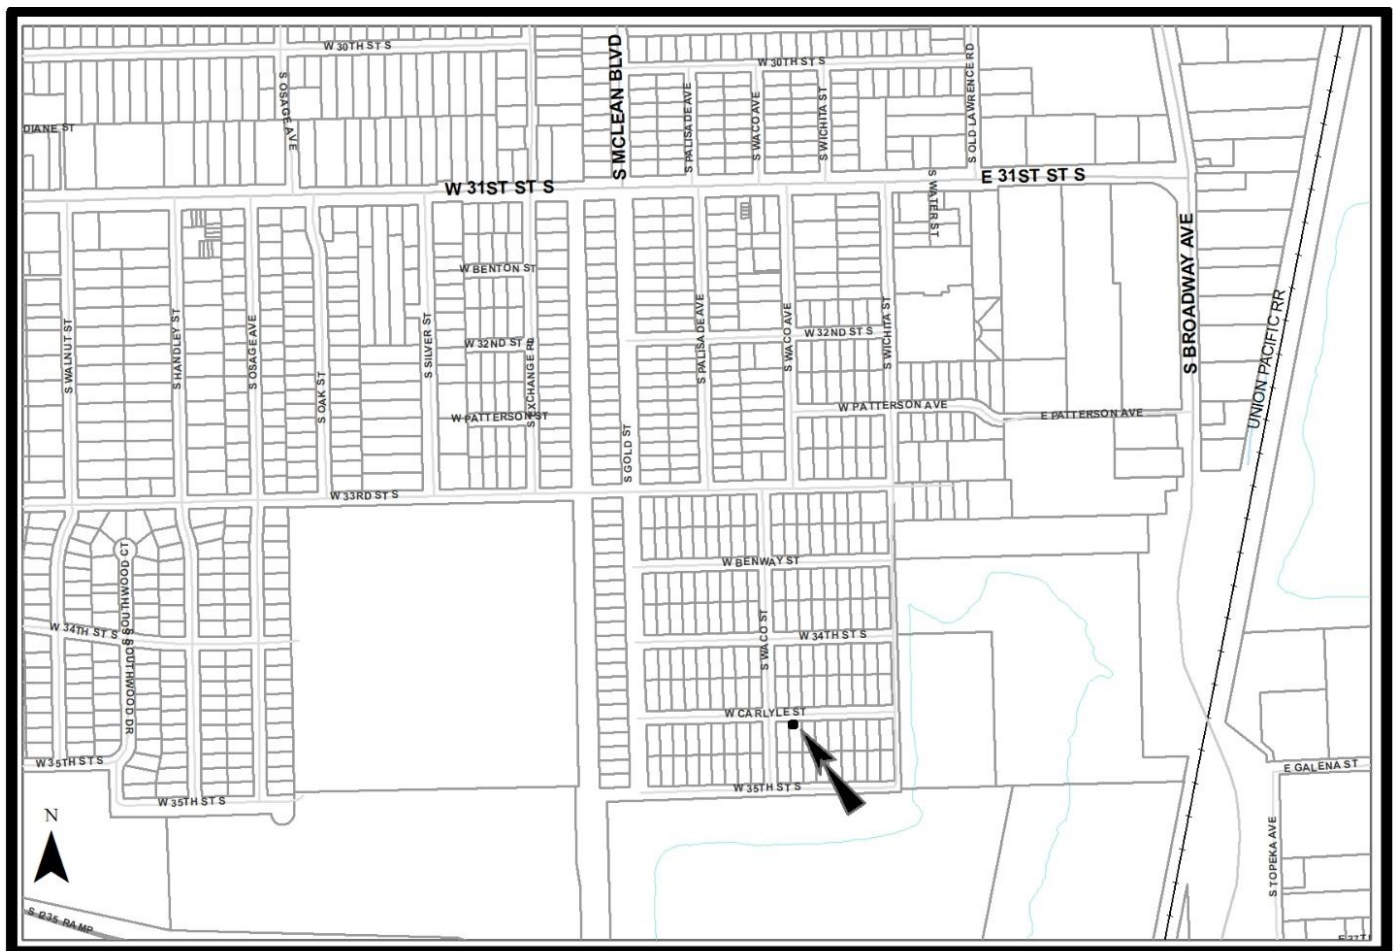 W 30TH ST S
S MCLEAN BLVD
W 30TH ST S
S OLD LAWRENCE RD
S OSAGE AVE
S PALISADE AVE
S WACO AVE
S WICHITA ST
DIANE ST
W 31ST ST S
E 31ST ST S
S WATER ST
S BROADWAY AVE
W BENTON ST
UNION PACIFIC RR
S WALNUT ST
S HANDLEY ST
S OSAGE AVE
S OAK ST
S SILVER ST
W 32ND ST
S EXCHANGE PL
S PALISADE AVE
S WACO AVE
W 32ND ST S
S WICHITA ST
W PATTERSON ST
S GOLD ST
W PATTERSON AVE
E PATTERSON AVE
W 33RD ST S
W BENWAY ST
S SOUTHWOOD CT
W 34TH ST S
S SOUTHWOOD DR
S WACO ST
W 34TH ST S
W CARLYLE ST
W 35TH ST S
W 35TH ST S
W 35TH ST S
E GALENA ST
S TOPEKA AVE
N
S I235 RAMP